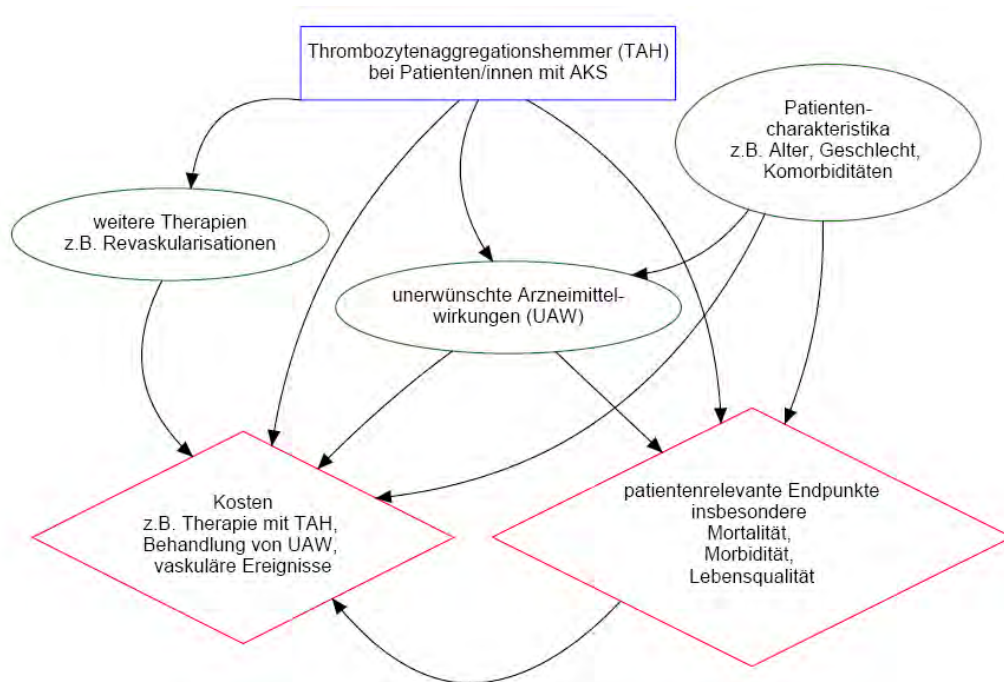 Thrombozytenaggregationshemmer (TAH)
bei Patienten/innen mit AKS
Patienten-
charakteristika
z.B. Alter, Geschlecht,
Komorbiditäten
weitere Therapien
z.B. Revaskularisationen
unerwünschte Arzneimittel-
wirkungen (UAW)
Kosten
z.B. Therapie mit TAH,
Behandlung von UAW,
vaskuläre Ereignisse
patientenrelevante Endpunkte
insbesondere
Mortalität,
Morbidität,
Lebensqualität